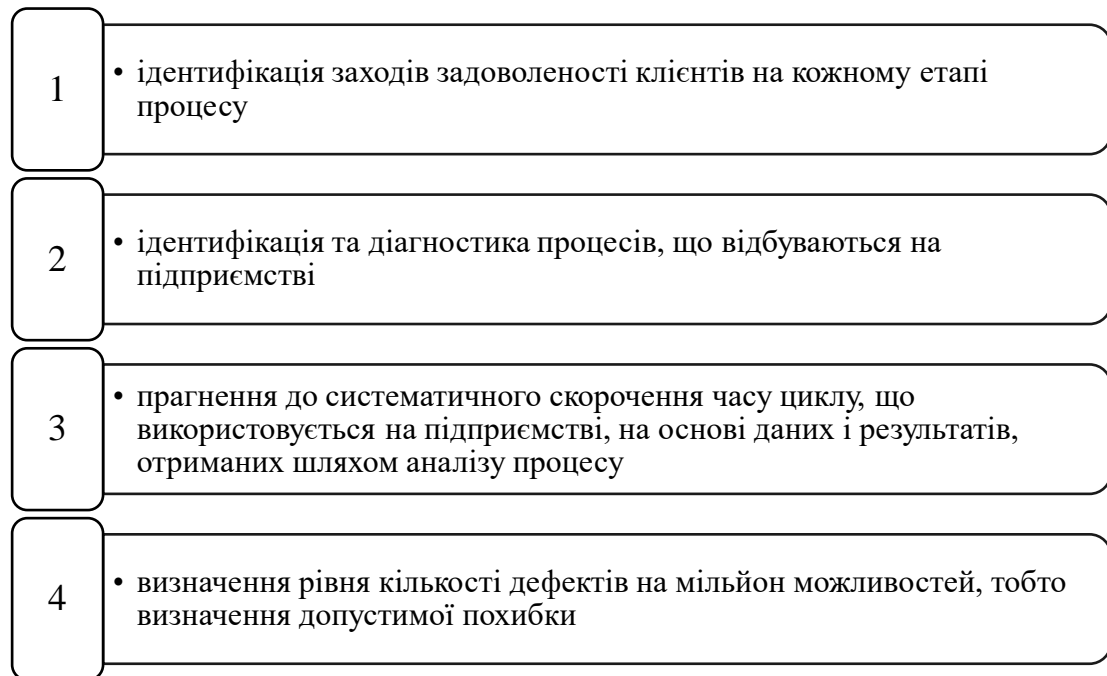 1
• ідентифікація заходів задоволеності клієнтів на кожному етапі
процесу
2
• ідентифікація та діагностика процесів, що відбуваються на
підприємстві
3
• прагнення до систематичного скорочення часу циклу, що
використовується на підприємстві, на основі даних і результатів,
отриманих шляхом аналізу процесу
4
• визначення рівня кількості дефектів на мільйон можливостей, тобто
визначення допустимої похибки